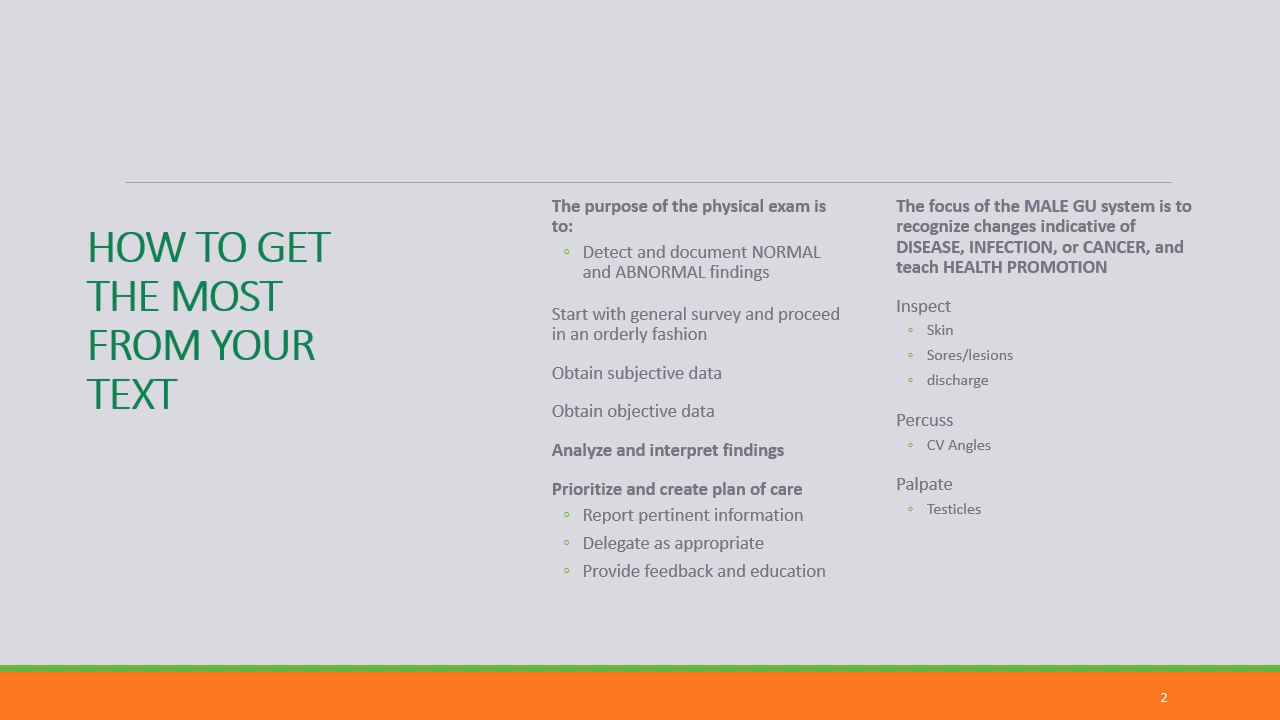 HOW TO GET
THE MOST
FROM YOUR
TEXT
The purpose of the physical exam is
to:
◦ Detect and document NORMAL
and ABNORMAL findings
Start with general survey and proceed
in an orderly fashion
Obtain subjective data
Obtain objective data
Analyze and interpret findings
Prioritize and create plan of care
◦ Report pertinent information
◦ Delegate as appropriate
◦ Provide feedback and education
The focus of the MALE GU system is to
recognize changes indicative of
DISEASE, INFECTION, or CANCER, and
teach HEALTH PROMOTION
Inspect
◦ Skin
◦ Sores/lesions
◦ discharge
Percuss
◦ CV Angles
Palpate
◦ Testicles
2